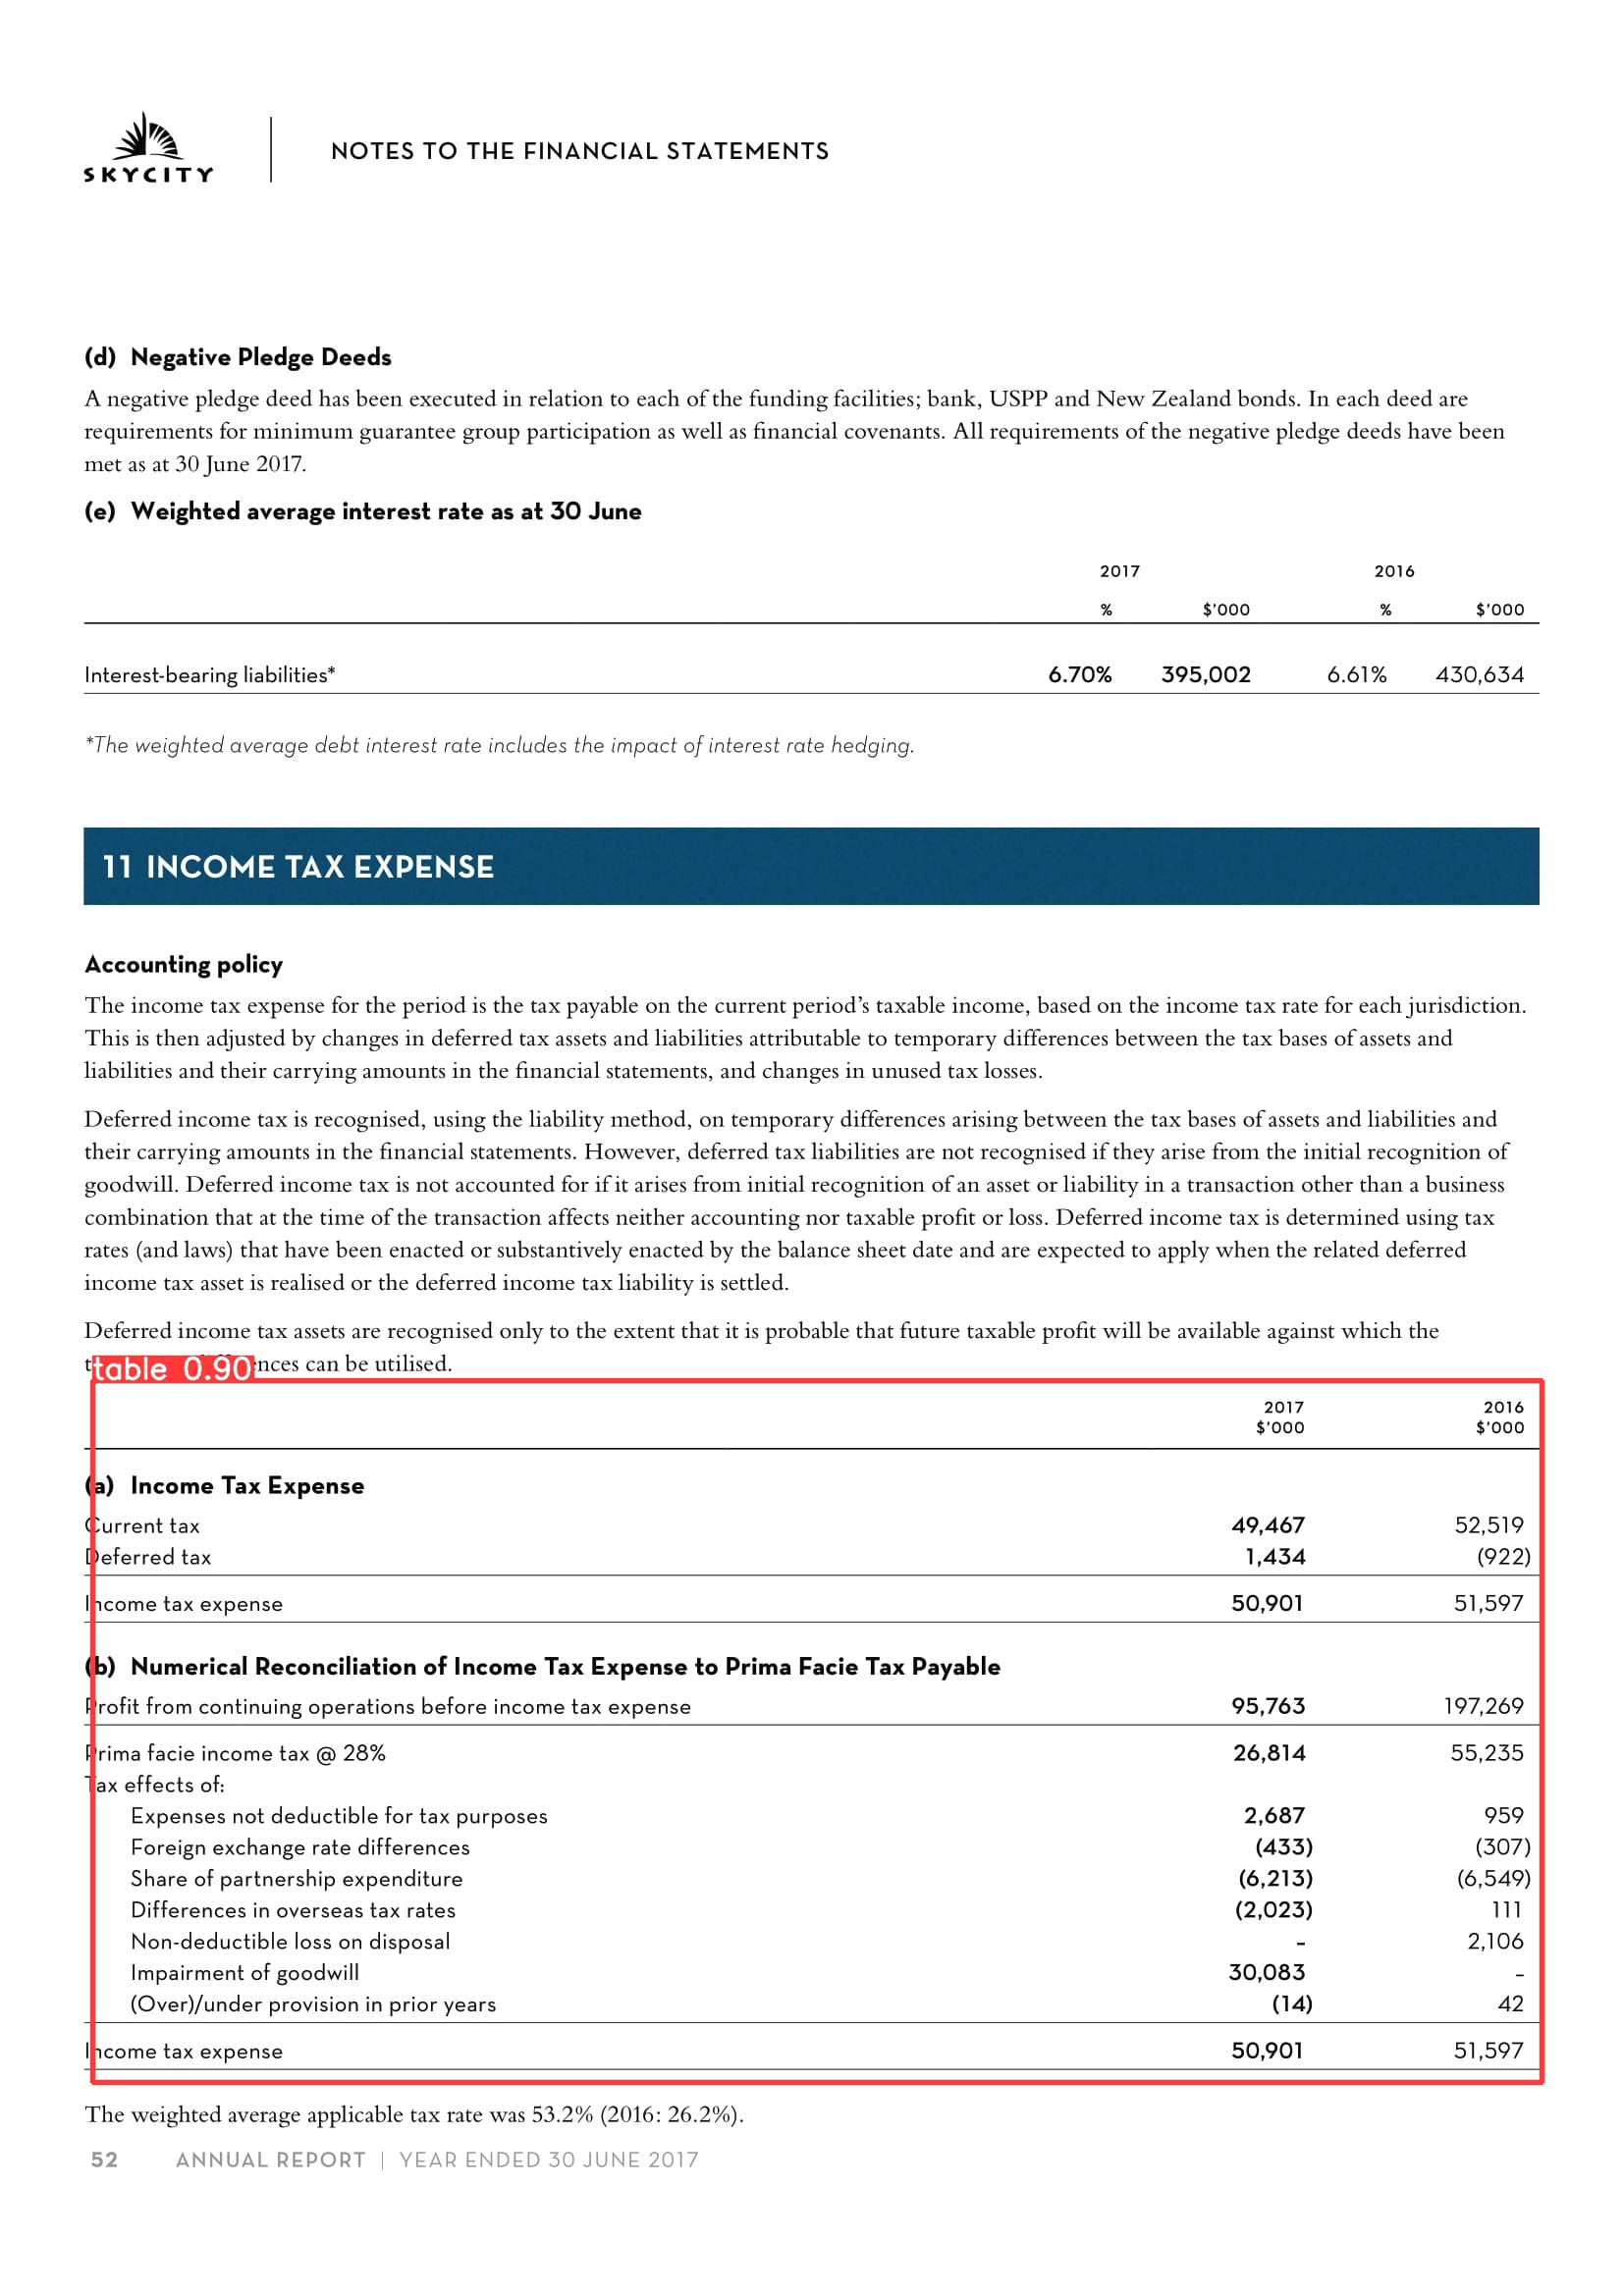 SKYCITY
NOTES TO THE FINANCIAL STATEMENTS
(d) Negative Pledge Deeds
A negative pledge deed has been executed in relation to each of the funding facilities; bank, USPP and New Zealand bonds. In each deed are
requirements for minimum guarantee group participation as well as financial covenants. All requirements of the negative pledge deeds have been
met as at 30 June 2017.
(e) Weighted average interest rate as at 30 June
2017 2016
% $'000 % $'000
Interest-bearing liabilities* 6.70% 395,002 6.61% 430,634
*The weighted average debt interest rate includes the impact of interest rate hedging.
11 INCOME TAX EXPENSE
Accounting policy
The income tax expense for the period is the tax payable on the current period's taxable income, based on the income tax rate for each jurisdiction.
This is then adjusted by changes in deferred tax assets and liabilities attributable to temporary differences between the tax bases of assets and
liabilities and their carrying amounts in the financial statements, and changes in unused tax losses.
Deferred income tax is recognised, using the liability method, on temporary differences arising between the tax bases of assets and liabilities and
their carrying amounts in the financial statements. However, deferred tax liabilities are not recognised if they arise from the initial recognition of
goodwill. Deferred income tax is not accounted for if it arises from initial recognition of an asset or liability in a transaction other than a business
combination that at the time of the transaction affects neither accounting nor taxable profit or loss. Deferred income tax is determined using tax
rates (and laws) that have been enacted or substantively enacted by the balance sheet date and are expected to apply when the related deferred
income tax asset is realised or the deferred income tax liability is settled.
Deferred income tax assets are recognised only to the extent that it is probable that future taxable profit will be available against which the
can be utilised.
table 0.90
2017 2016
$'000 $'000
(a) Income Tax Expense
Current tax 49,467 52,519
Deferred tax 1,434 (922)
Income tax expense 50,901 51,597
(b) Numerical Reconciliation of Income Tax Expense to Prima Facie Tax Payable
Profit from continuing operations before income tax expense 95,763 197,269
Prima facie income tax @ 28% 26,814 55,235
Tax effects of:
Expenses not deductible for tax purposes 2,687 959
Foreign exchange rate differences (433) (307)
Share of partnership expenditure (6,213) (6,549)
Differences in overseas tax rates (2,023) 111
Non-deductible loss on disposal – 2,106
Impairment of goodwill 30,083 –
(Over)/under provision in prior years (14) 42
Income tax expense 50,901 51,597
The weighted average applicable tax rate was 53.2% (2016: 26.2%).
52 ANNUAL REPORT | YEAR ENDED 30 JUNE 2017